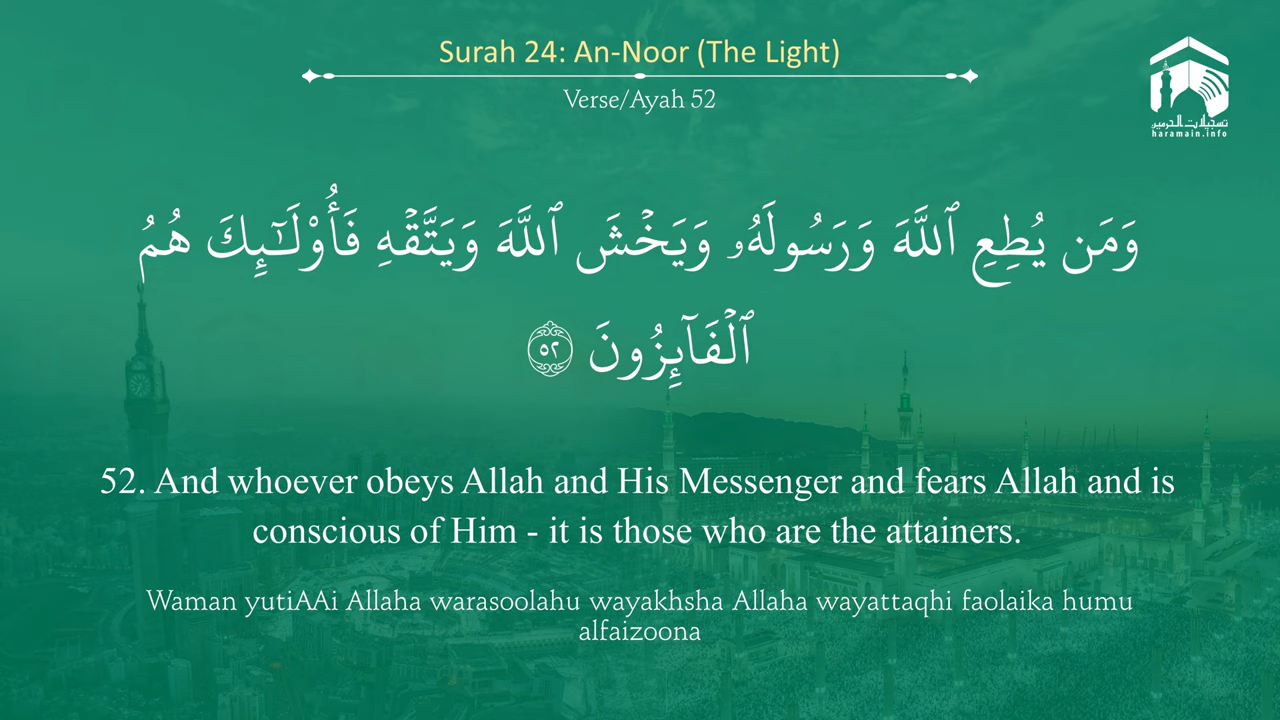 Surah 24: An-Noor (The Light)
Verse/Ayah 52
تسجيلات الحرمين
haramain.info
وَمَن يُطِعِ ٱللَّهَ وَرَسُولَهُۥ وَيَخْشَ ٱللَّهَ وَيَتَّقْهِ فَأُو۟لَـٰٓئِكَ هُمُ
ٱلْفَآئِزُونَ ٥٢
52. And whoever obeys Allah and His Messenger and fears Allah and is
conscious of Him - it is those who are the attainers.
Waman yutiAAi Allaha warasoolahu wayakhsha Allaha wayattaqhi faolaika humu
alfaizoona